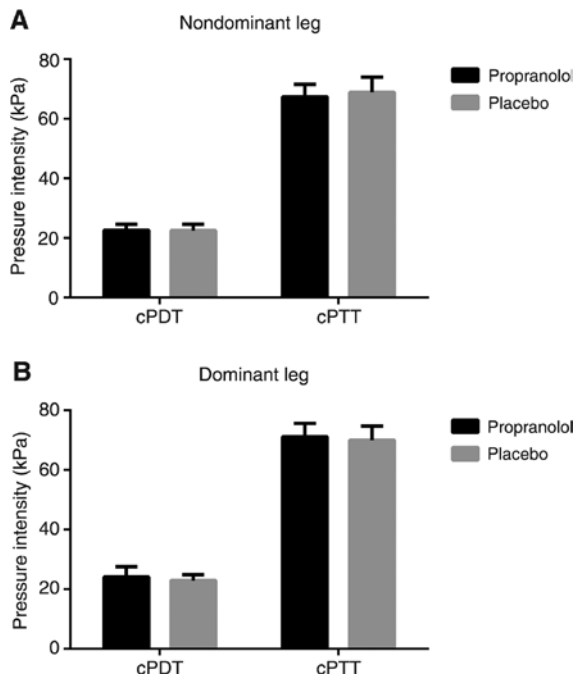 A
Nondominant leg
Pressure intensity (kPa)
80
60
40
20
0
cPDT
cPTT
Propranolol
Placebo
B
Dominant leg
Pressure intensity (kPa)
80
60
40
20
0
cPDT
cPTT
Propranolol
Placebo